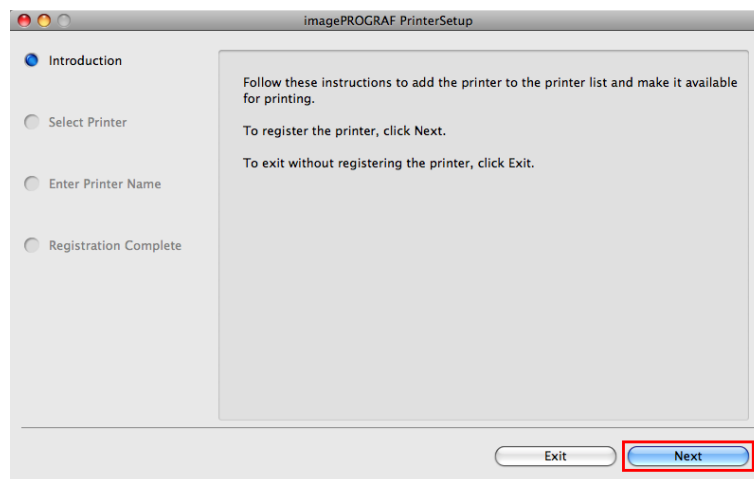 imagePROGRAF PrinterSetup
Introduction
Select Printer
Enter Printer Name
Registration Complete
Follow these instructions to add the printer to the printer list and make it available
for printing.
To register the printer, click Next.
To exit without registering the printer, click Exit.
Exit
Next